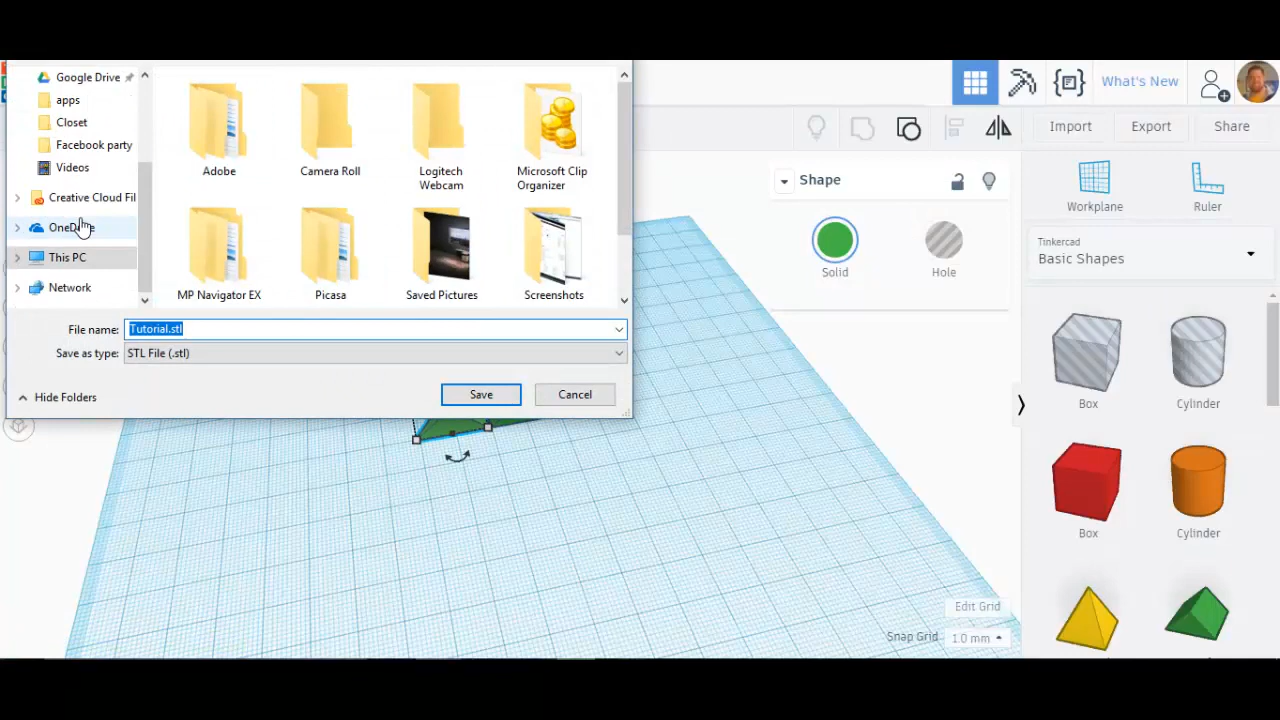 Google Drive
apps
Closet
Facebook party
Videos
Creative Cloud Fil
This PC
Network
Adobe
Camera Roll
Logitech
Webcam
Microsoft Clip
Organizer
MP Navigator EX
Picasa
Saved Pictures
Screenshots
File name:
Tutorial.stl
Save as type:
STL File (.stl)
Hide Folders
Save
Cancel
What's New
Import
Export
Share
Shape
Solid
Hole
Workplane
Ruler
Tinkercad
Basic Shapes
Box
Cylinder
Box
Cylinder
Edit Grid
Snap Grid
1.0 mm